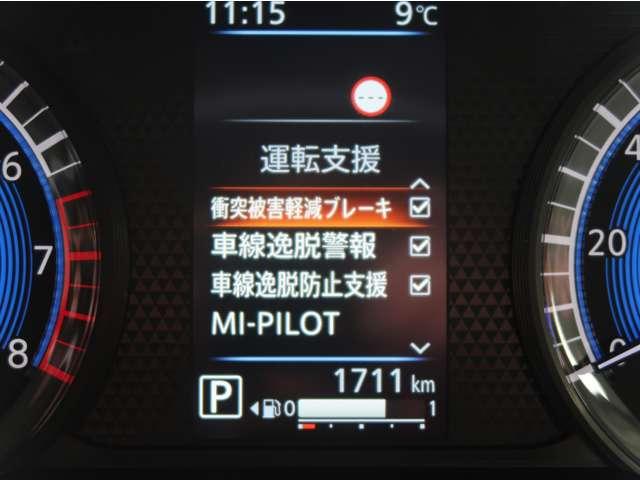 11:15 9℃
---
運転支援
衝突被害軽減ブレーキ
車線逸脱警報
車線逸脱防止支援
MI-PILOT
1711 km
P 0 1
6
7
8
4
20
0